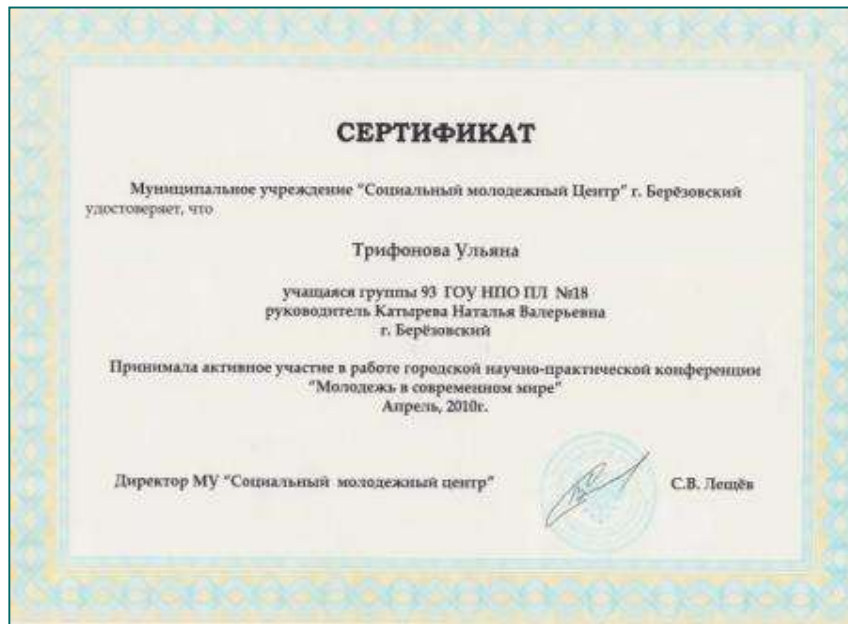 СЕРТИФИКАТ
Муниципальное учреждение "Социальный молодежный Центр" г. Берёзовский
удостоверяет, что
Трифонова Ульяна
учащаяся группы 93 ГОУ НПО ПЛ №18
руководитель Катырева Наталья Валерьевна
г. Берёзовский
Принимала активное участие в работе городской научно-практической конференции
"Молодежь в современном мире"
Апрель, 2010г.
Директор МУ "Социальный молодежный центр"
С.В. Лещёв